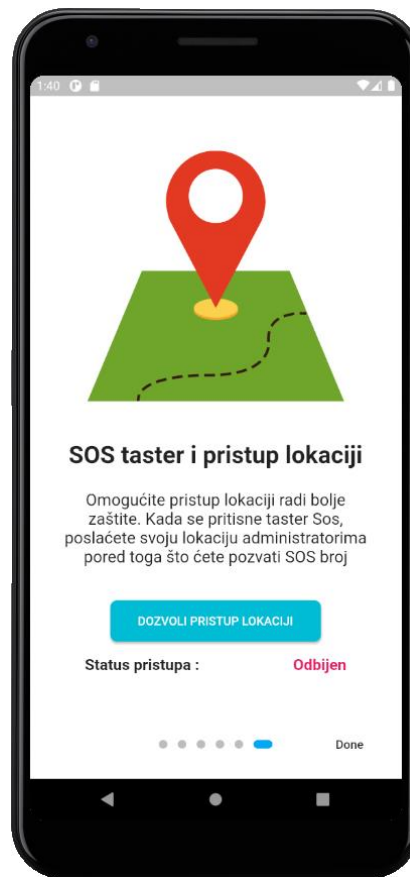 1:40
SOS taster i pristup lokaciji
Omogućite pristup lokaciji radi bolje
zaštite. Kada se pritisne taster Sos,
poslaćete svoju lokaciju administratorima
pored toga što ćete pozvati SOS broj
DOZVOLI PRISTUP LOKACIJI
Status pristupa : Odbijen
Done